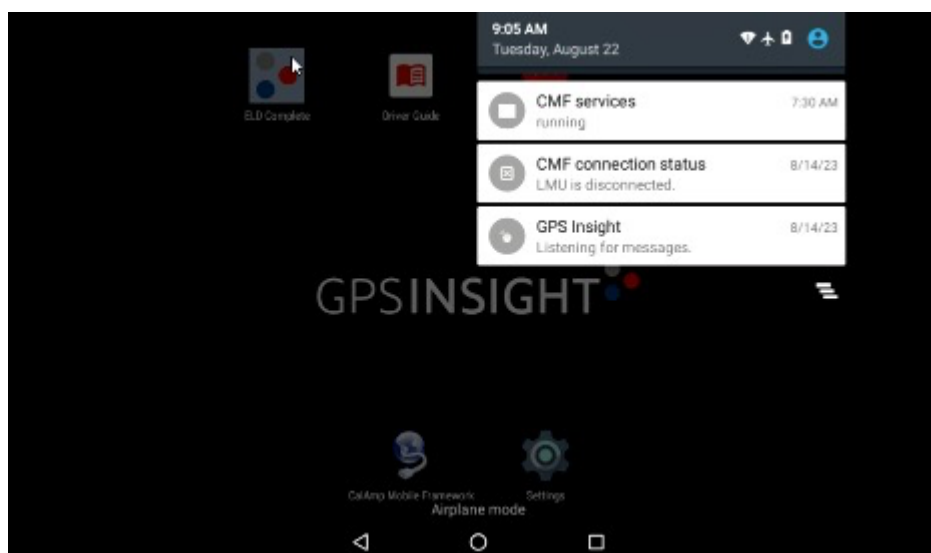 9:05 AM
Tuesday, August 22
ELD Complete
Driver Guide
CMF services
7:30 AM
running
CMF connection status
8/14/23
LMU is disconnected.
GPS Insight
8/14/23
Listening for messages.
GPSINSIGHT
CalAmp Mobile Framework
Settings
Airplane mode